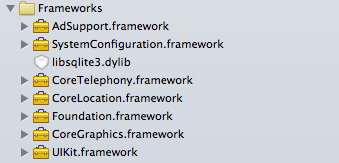 Frameworks
AdSupport.framework
SystemConfiguration.framework
libsqlite3.dylib
CoreTelephony.framework
CoreLocation.framework
Foundation.framework
CoreGraphics.framework
UIKit.framework